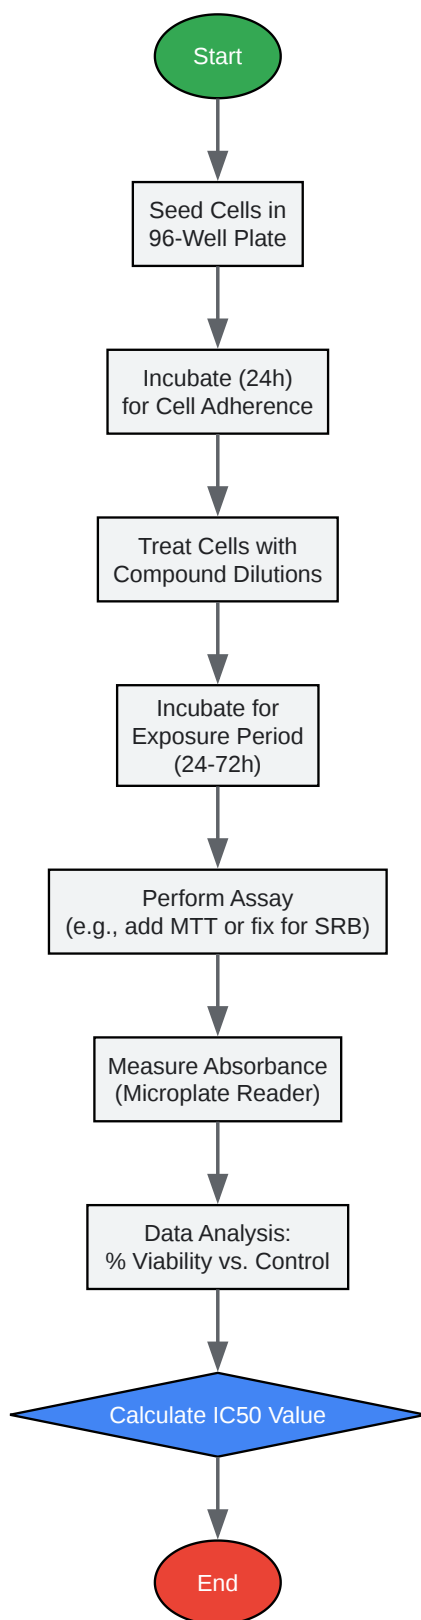 Start
Seed Cells in
96-Well Plate
Incubate (24h)
for Cell Adherence
Treat Cells with
Compound Dilutions
Incubate for
Exposure Period
(24-72h)
Perform Assay
(e.g., add MTT or fix for SRB)
Measure Absorbance
(Microplate Reader)
Data Analysis:
% Viability vs. Control
Calculate IC50 Value
End